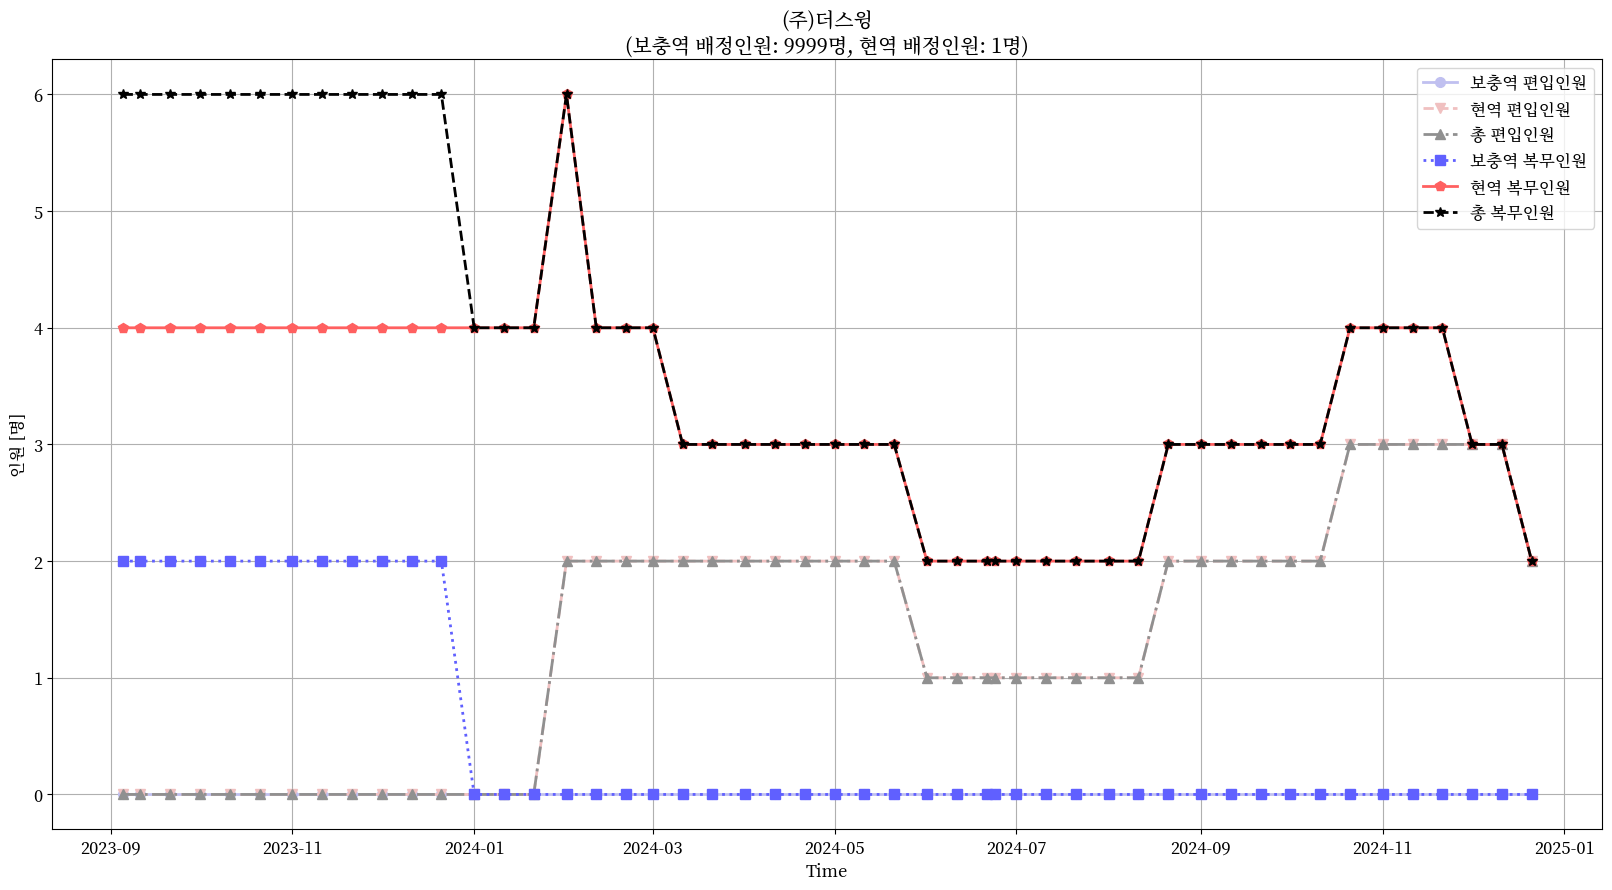 (주)더스윙
(보충역 배정인원: 9999명, 현역 배정인원: 1명)
보충역 편입인원
현역 편입인원
총 편입인원
보충역 복무인원
현역 복무인원
총 복무인원
인원 [명]
6
5
4
3
2
1
0
2023-09
2023-11
2024-01
2024-03
2024-05
2024-07
2024-09
2024-11
2025-01
Time